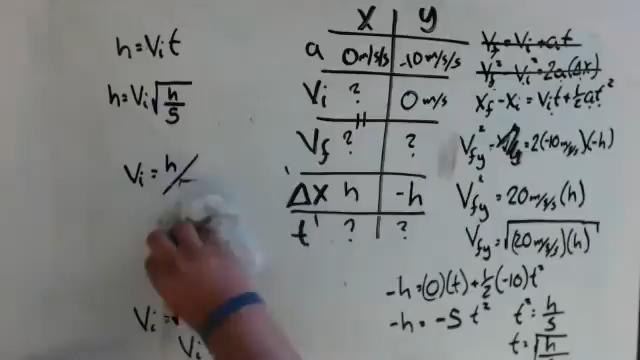 h=Vit
h=Vi√h/5
Vi=h/
Vi=
Vi
x y
a 0m/s/s -10m/s/s
Vi ? 0m/s
Vf ? ?
Δx h -h
t ? ?
Vf=Vi+at
Vf²-Vi²=2a(Δx)
xf-xi=Vit+½at²
Vfy²- =2(-10m/s/s)(-h)
Vfy²=20m/s/s(h)
Vfy=√(20m/s/s)(h)
-h=(0)(t)+½(-10)t²
-h=-5t² t²=h/5
t=√h